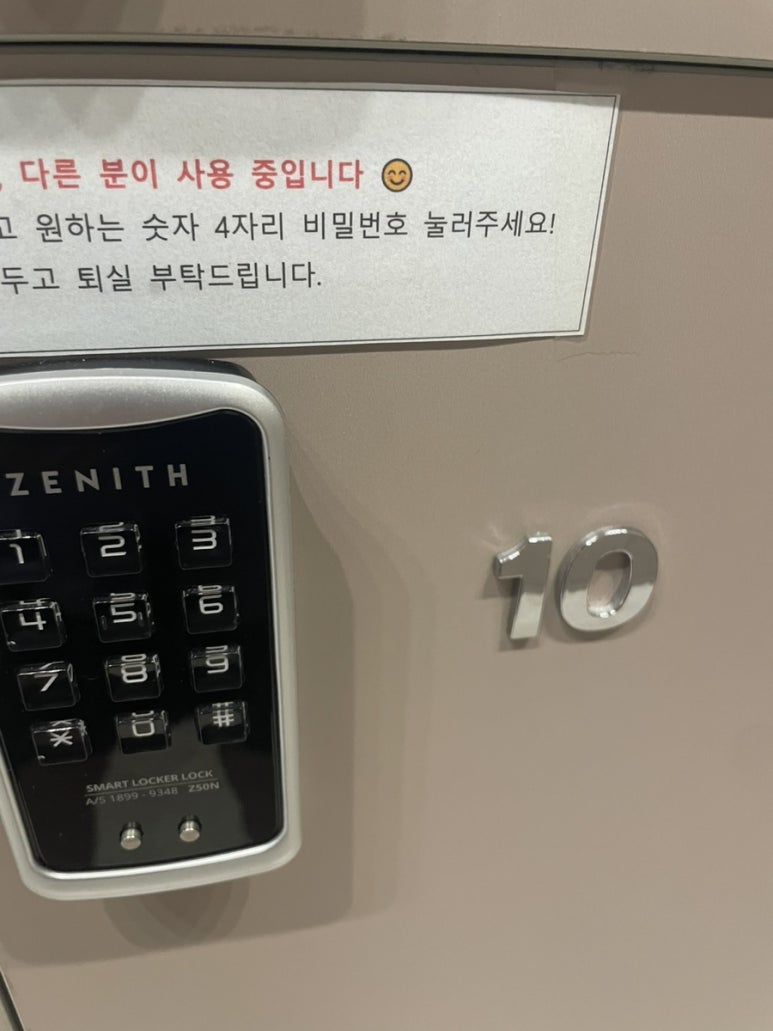 , 다른 분이 사용 중입니다 😊
고 원하는 숫자 4자리 비밀번호 눌러주세요!
두고 퇴실 부탁드립니다.
ZENITH
1 2 3
4 5 6
7 8 9
* 0 #
SMART LOCKER LOCK
A/S 1899 - 9348 Z50N
10